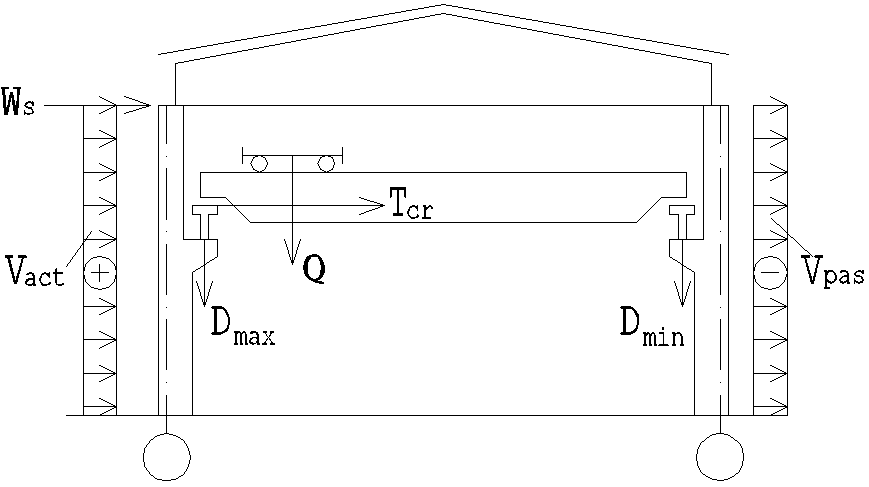 Ws
Tcr
Q
Vact
+
−
Vpas
Dmax
Dmin